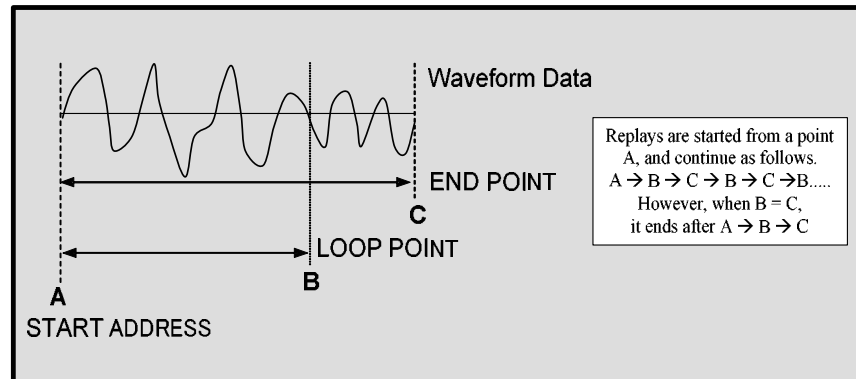 Waveform Data
END POINT
C
LOOP POINT
B
A
START ADDRESS
Replays are started from a point
A, and continue as follows.
A → B → C → B → C →B.....
However, when B = C,
it ends after A → B → C